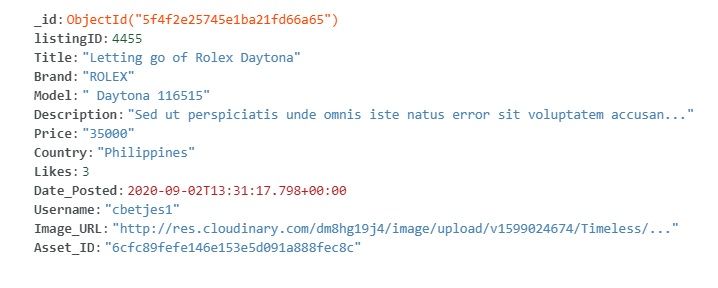 _id: ObjectId("5f4f2e25745e1ba21fd66a65")
listingID: 4455
Title: "Letting go of Rolex Daytona"
Brand: "ROLEX"
Model: " Daytona 116515"
Description: "Sed ut perspiciatis unde omnis iste natus error sit voluptatem accusan..."
Price: "35000"
Country: "Philippines"
Likes: 3
Date_Posted: 2020-09-02T13:31:17.798+00:00
Username: "cbetjes1"
Image_URL: "http://res.cloudinary.com/dm8hg19j4/image/upload/v1599024674/Timeless/..."
Asset_ID: "6cfc89fefe146e153e5d091a888fec8c"